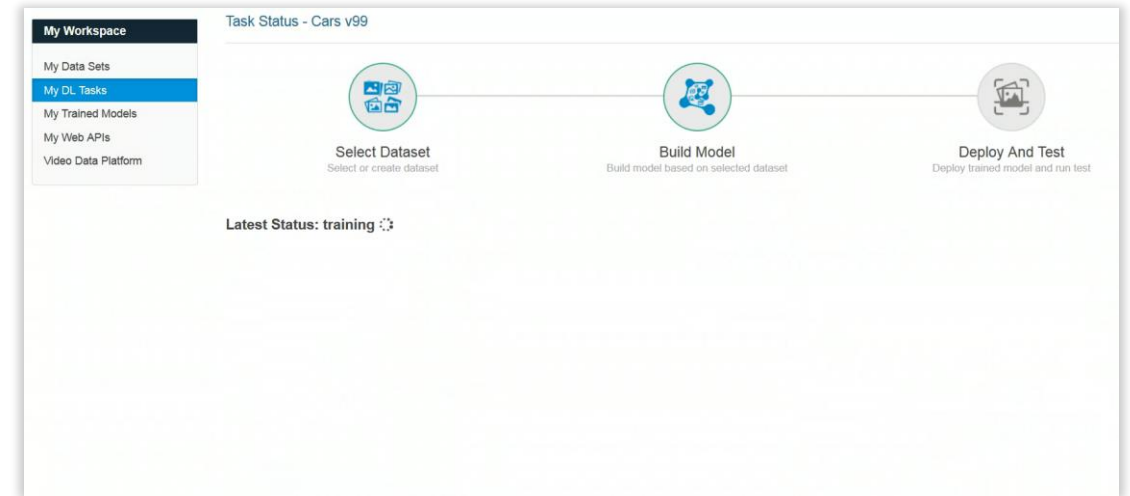 My Workspace
My Data Sets
My DL Tasks
My Trained Models
My Web APIs
Video Data Platform
Task Status - Cars v99
Select Dataset
Select or create dataset
Build Model
Build model based on selected dataset
Deploy And Test
Deploy trained model and run test
Latest Status: training